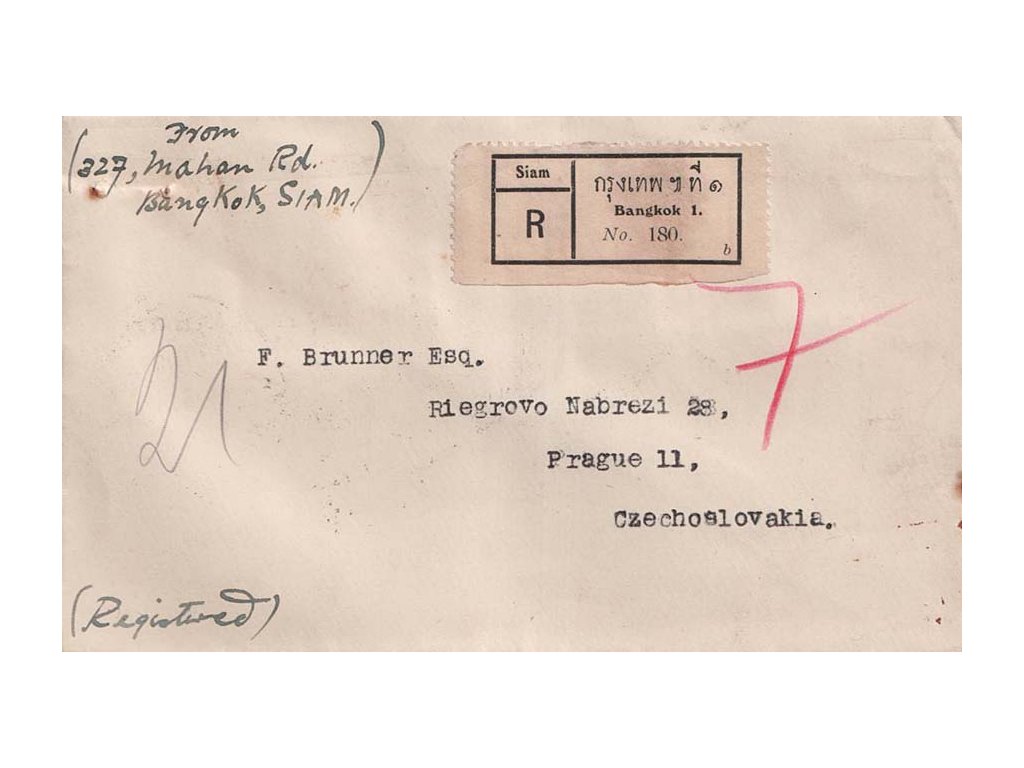 From
(327, Mahan Rd.
Bangkok, SIAM.)
Siam
R
กรุงเทพ ฯ ที่ ๑
Bangkok 1.
No. 180.
b
7
21
F. Brunner Esq.
Riegrovo Nabrezi 28,
Prague 11,
Czechoslovakia.
(Registered)